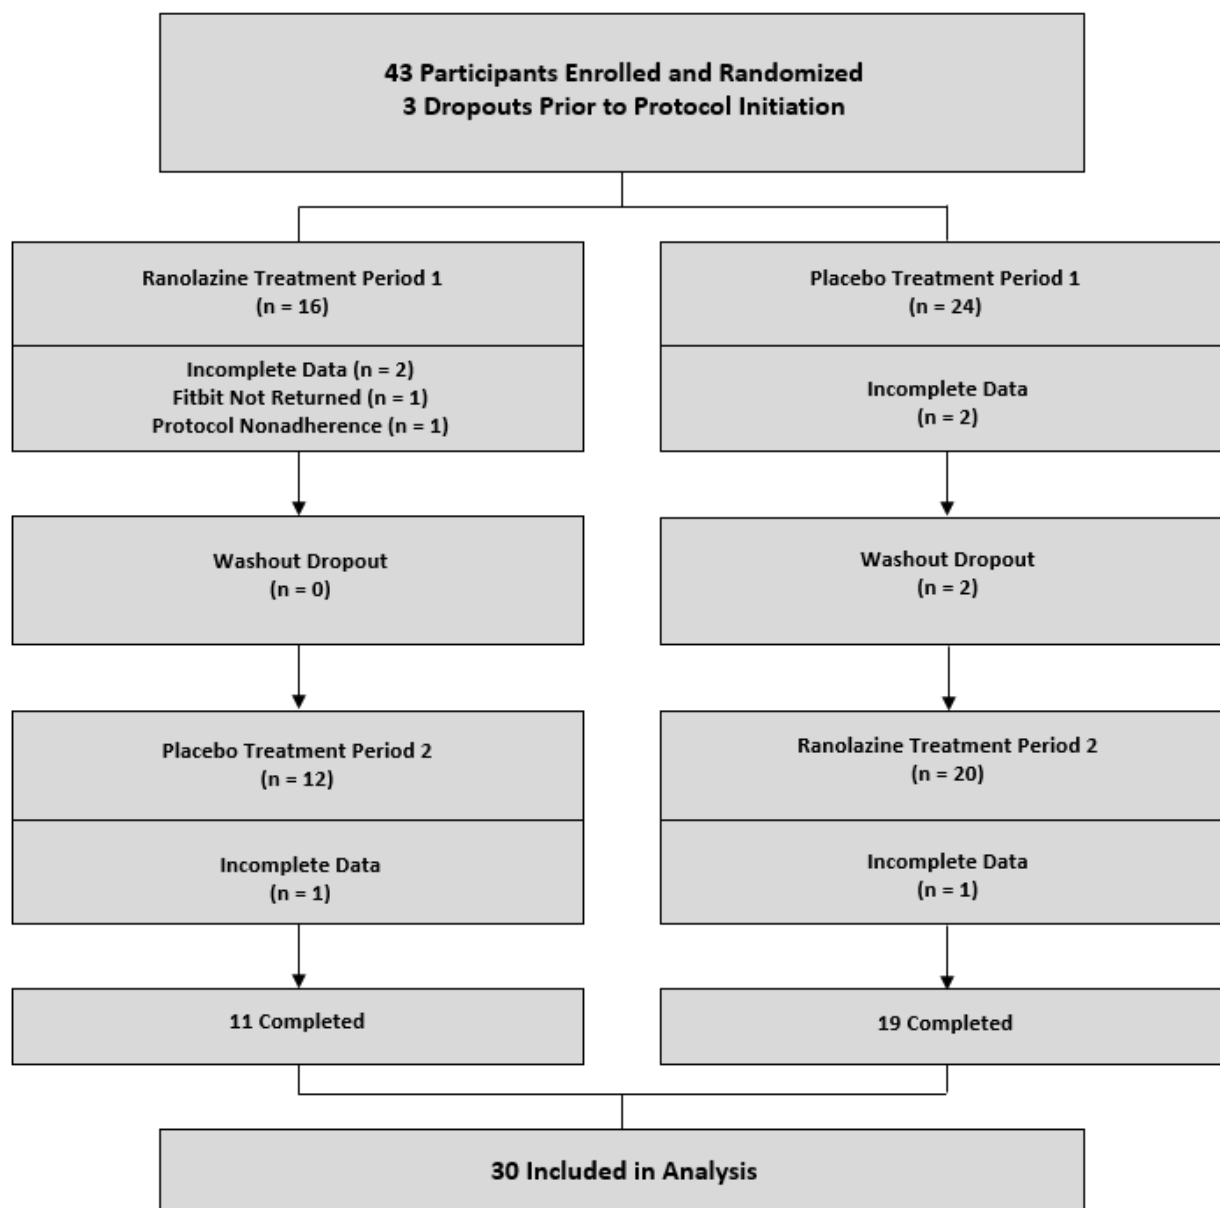 43 Participants Enrolled and Randomized
3 Dropouts Prior to Protocol Initiation
Ranolazine Treatment Period 1
(n = 16)
Incomplete Data (n = 2)
Fitbit Not Returned (n = 1)
Protocol Nonadherence (n = 1)
Placebo Treatment Period 1
(n = 24)
Incomplete Data
(n = 2)
Washout Dropout
(n = 0)
Washout Dropout
(n = 2)
Placebo Treatment Period 2
(n = 12)
Incomplete Data
(n = 1)
Ranolazine Treatment Period 2
(n = 20)
Incomplete Data
(n = 1)
11 Completed
19 Completed
30 Included in Analysis